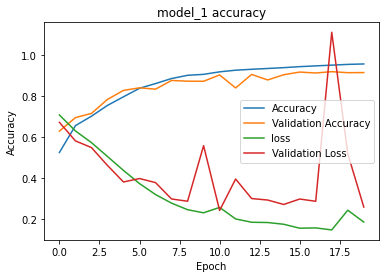 model_1 accuracy
1.0
0.8
0.6
0.4
0.2
Accuracy
Accuracy
Validation Accuracy
loss
Validation Loss
0.0 2.5 5.0 7.5 10.0 12.5 15.0 17.5
Epoch